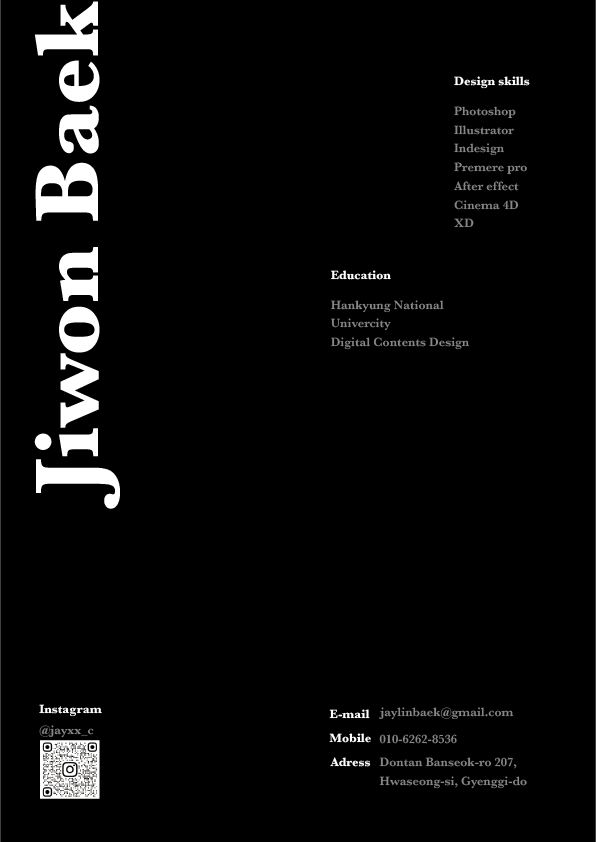 Jiwon Baek
Design skills
Photoshop
Illustrator
Indesign
Premere pro
After effect
Cinema 4D
XD
Education
Hankyung National
Univercity
Digital Contents Design
Instagram
@jayxx_c
E-mail jaylinbaek@gmail.com
Mobile 010-6262-8536
Adress Dontan Banseok-ro 207,
Hwaseong-si, Gyenggi-do